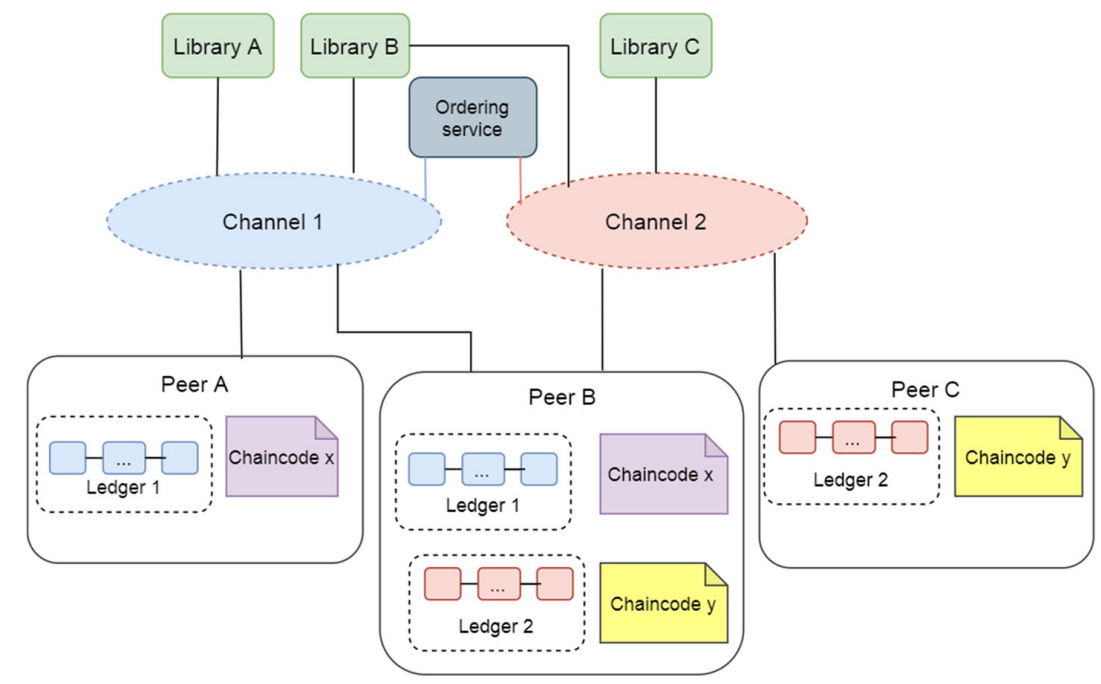 Library A
Library B
Library C
Ordering
service
Channel 1
Channel 2
Peer A
...
Ledger 1
Chaincode x
Peer B
...
Ledger 1
Chaincode x
...
Ledger 2
Chaincode y
Peer C
...
Ledger 2
Chaincode y